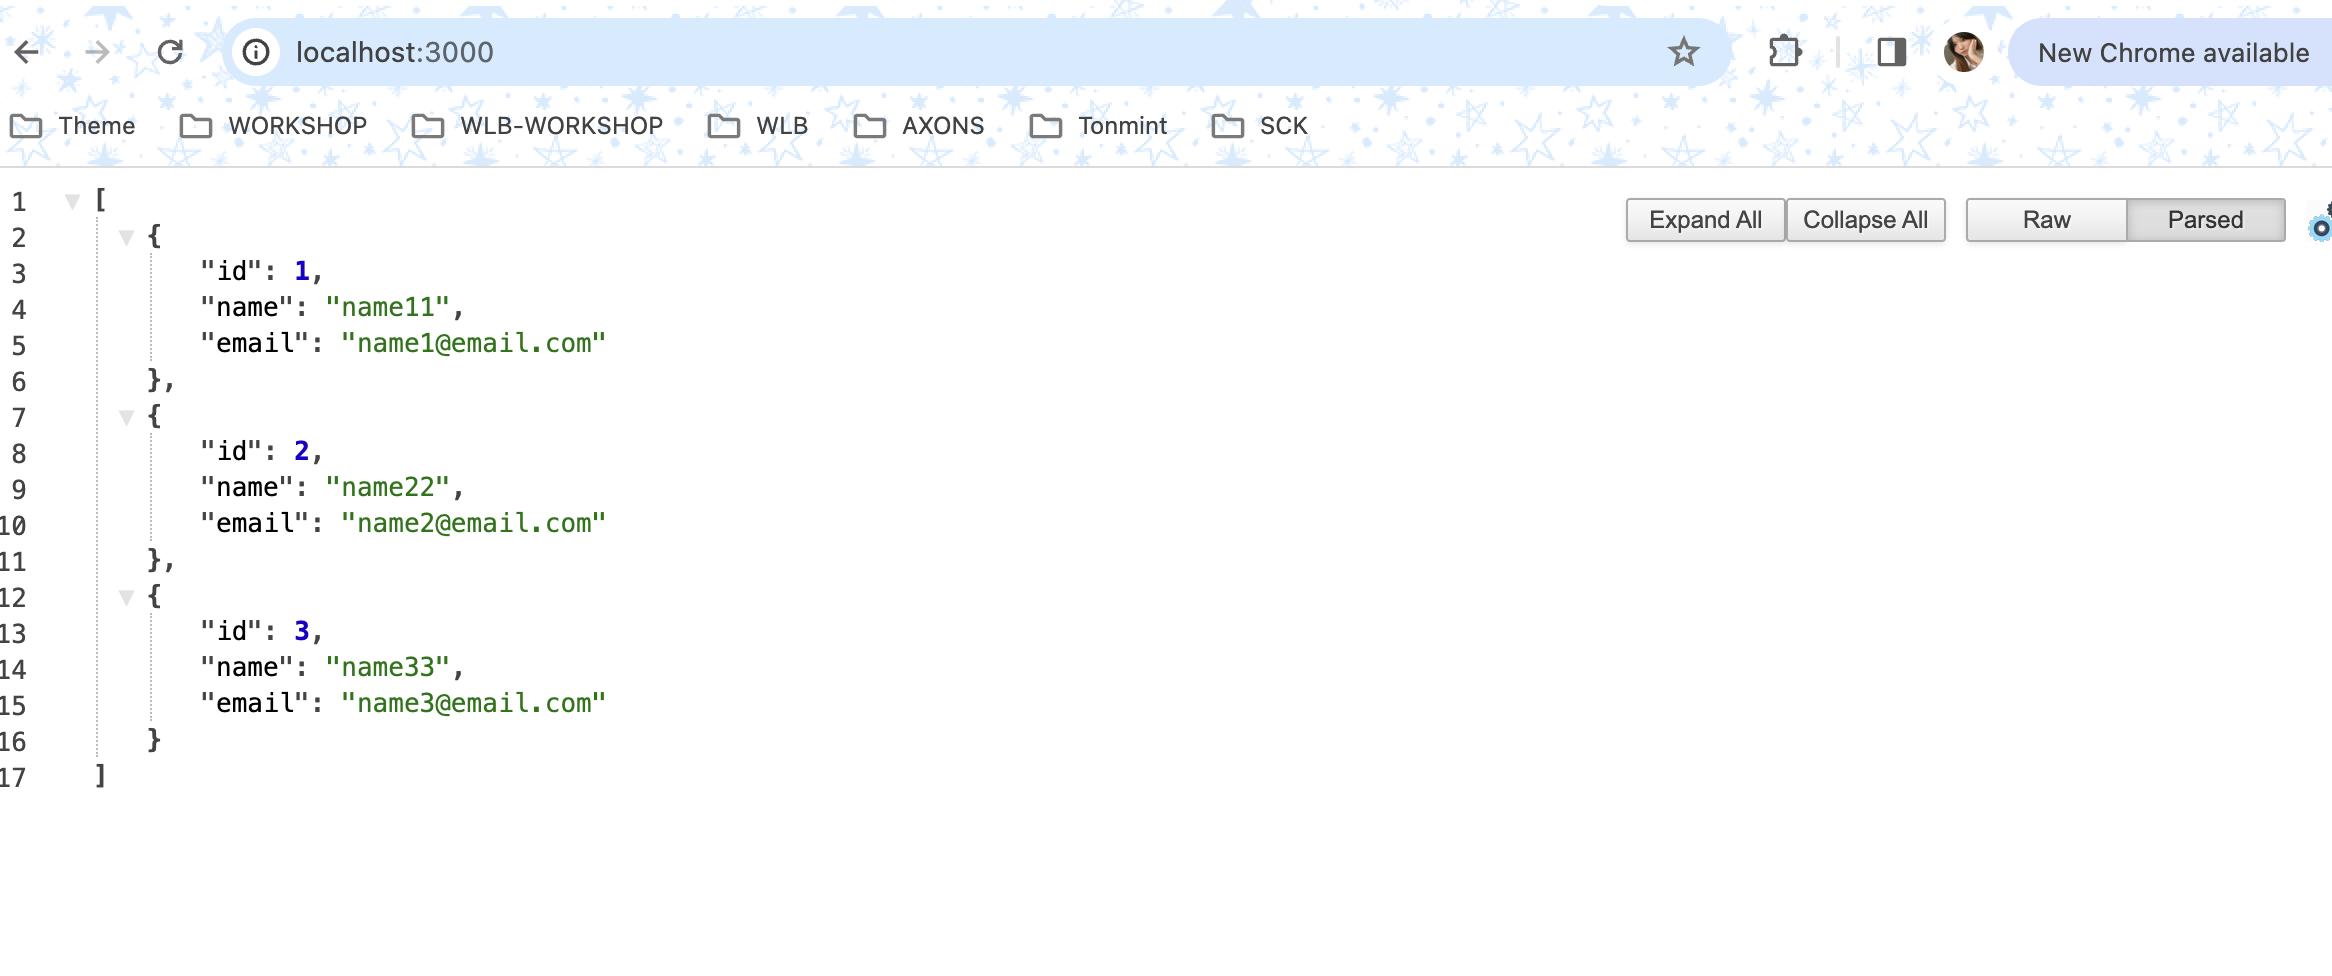 localhost:3000
New Chrome available
Theme WORKSHOP WLB-WORKSHOP WLB AXONS Tonmint SCK
Expand All Collapse All Raw Parsed
1 [
2 {
3 "id": 1,
4 "name": "name11",
5 "email": "name1@email.com"
6 },
7 {
8 "id": 2,
9 "name": "name22",
10 "email": "name2@email.com"
11 },
12 {
13 "id": 3,
14 "name": "name33",
15 "email": "name3@email.com"
16 }
17 ]